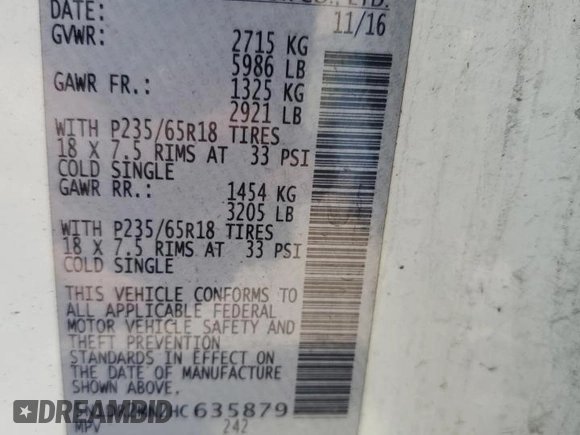 DATE: 11/16
GVWR: 2715 KG
5986 LB
GAWR FR.: 1325 KG
2921 LB
WITH P235/65R18 TIRES
18 X 7.5 RIMS AT 33 PSI
COLD SINGLE
GAWR RR.: 1454 KG
3205 LB
WITH P235/65R18 TIRES
18 X 7.5 RIMS AT 33 PSI
COLD SINGLE
THIS VEHICLE CONFORMS TO
ALL APPLICABLE FEDERAL
MOTOR VEHICLE SAFETY AND
THEFT PREVENTION
STANDARDS IN EFFECT ON
THE DATE OF MANUFACTURE
SHOWN ABOVE.
635879
MPV 242
DEALERS CLUB